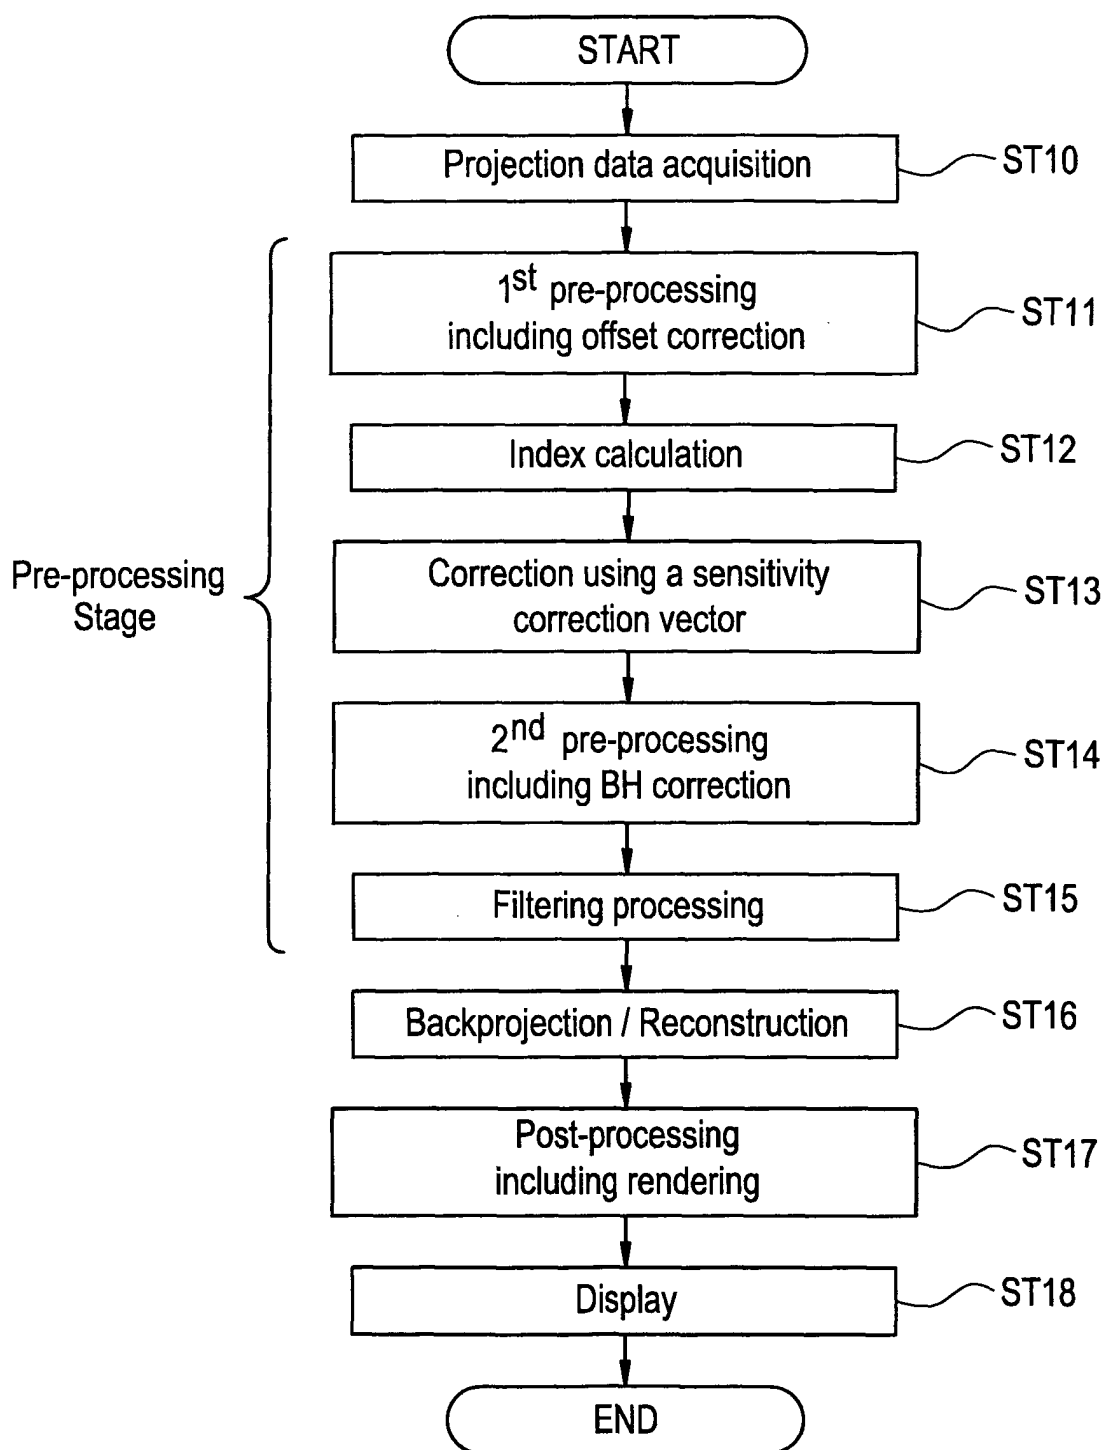 START
Projection data acquisition
ST10
1st pre-processing
including offset correction
ST11
Index calculation
ST12
Pre-processing
Stage
Correction using a sensitivity
correction vector
ST13
2nd pre-processing
including BH correction
ST14
Filtering processing
ST15
Backprojection / Reconstruction
ST16
Post-processing
including rendering
ST17
Display
ST18
END